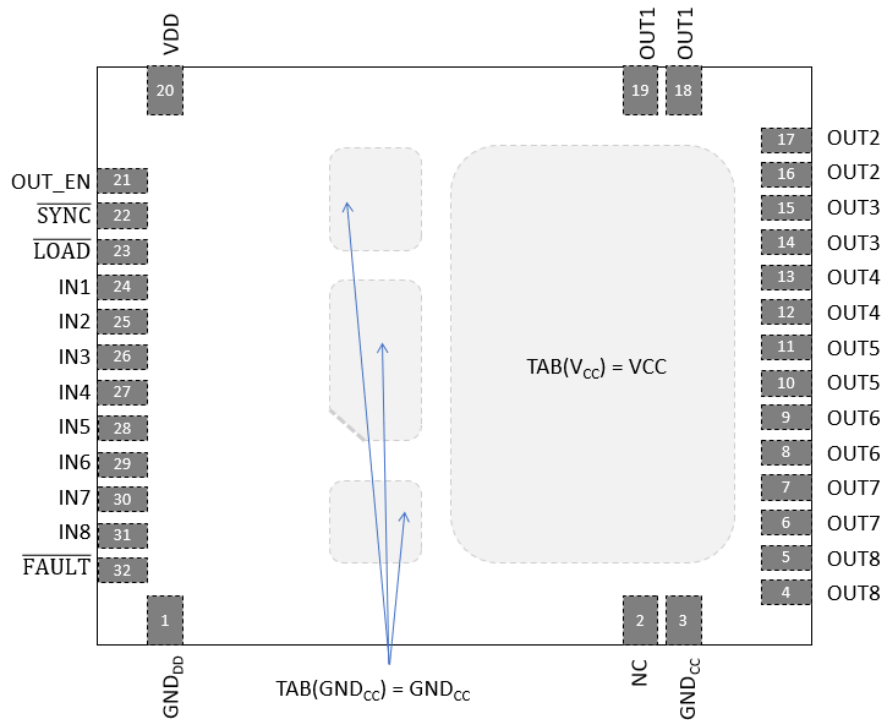 VDD
OUT1
OUT1
20
19
18
17 OUT2
16 OUT2
15 OUT3
14 OUT3
13 OUT4
12 OUT4
11 OUT5
10 OUT5
9 OUT6
8 OUT6
7 OUT7
6 OUT7
5 OUT8
4 OUT8
OUT_EN 21
SYNC 22
LOAD 23
IN1 24
IN2 25
IN3 26
IN4 27
IN5 28
IN6 29
IN7 30
IN8 31
FAULT 32
TAB(VCC) = VCC
1
2
3
GNDDD
NC
GNDCC
TAB(GNDCC) = GNDCC